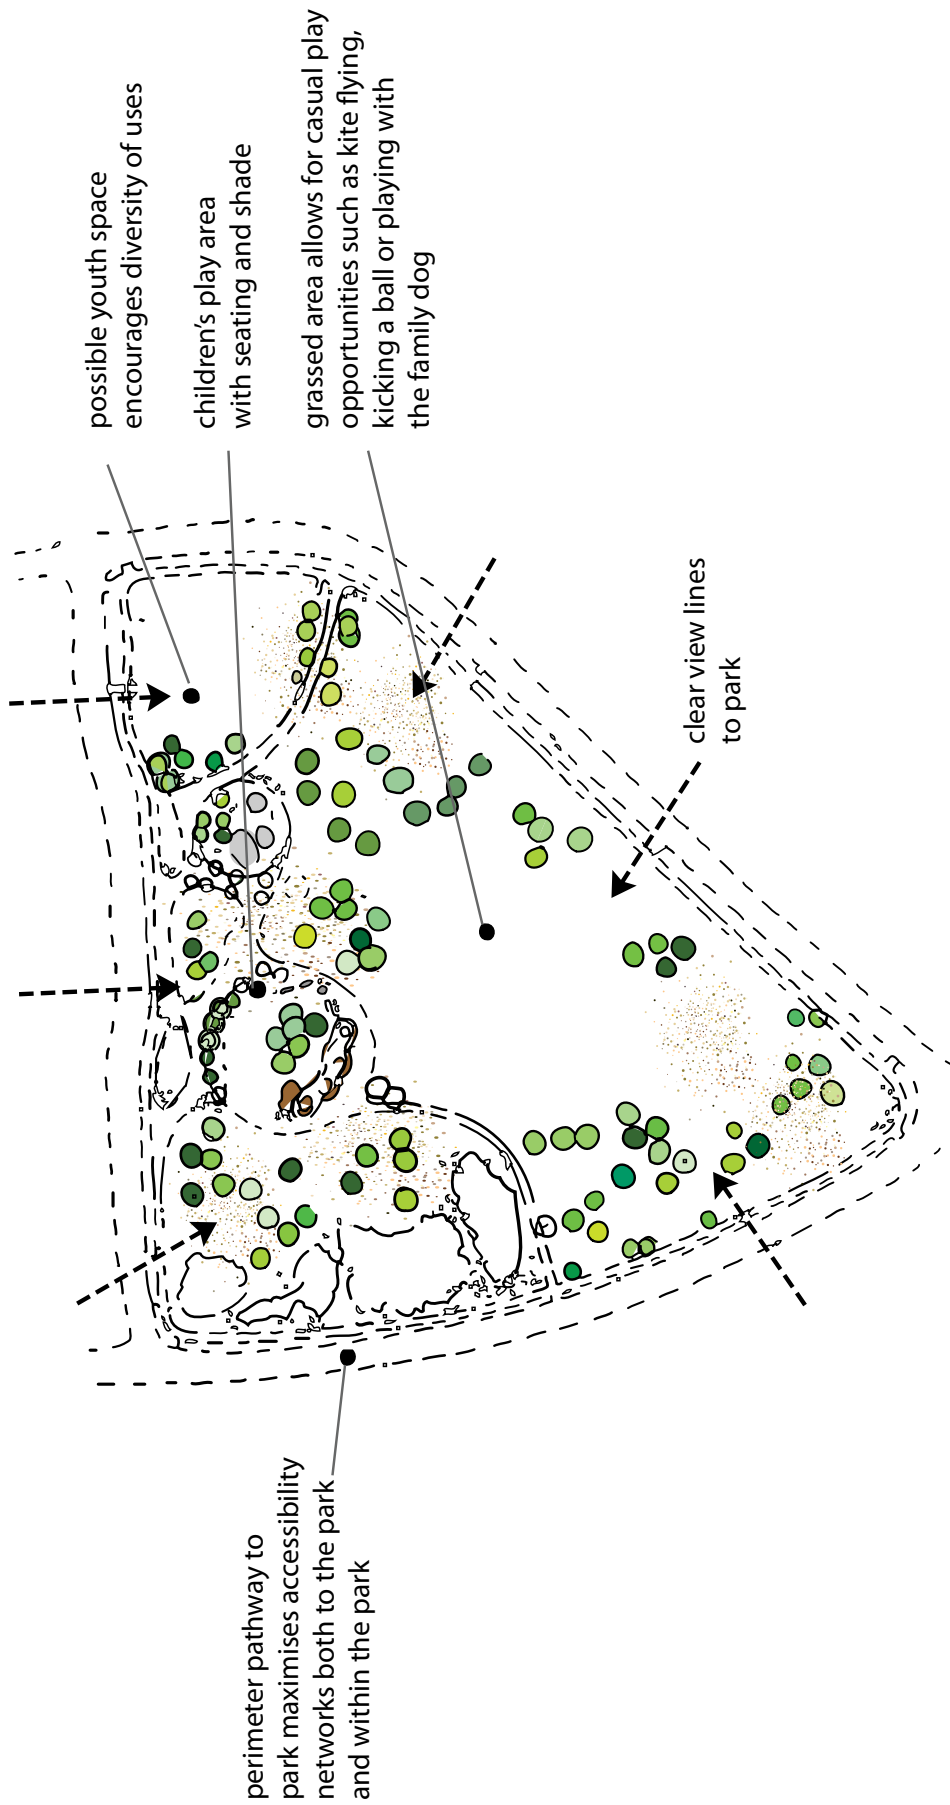 possible youth space
encourages diversity of uses
children's play area
with seating and shade
grassed area allows for casual play
opportunities such as kite flying,
kicking a ball or playing with
the family dog
clear view lines
to park
perimeter pathway to
park maximises accessibility
networks both to the park
and within the park